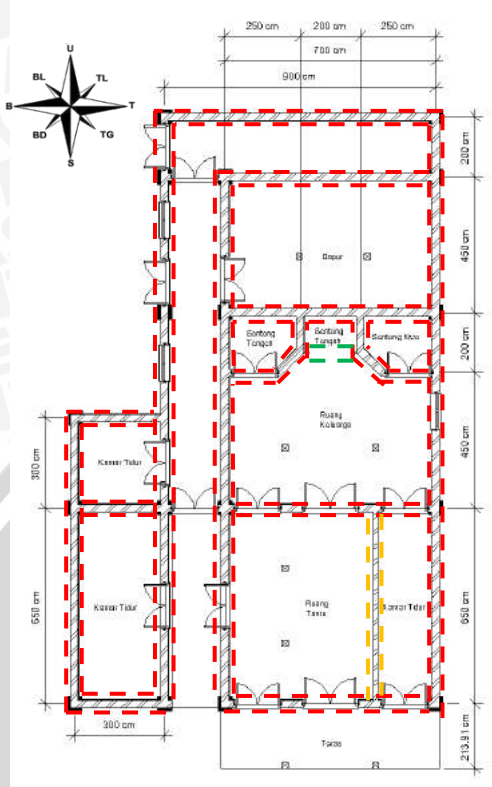 250 cm
200 cm
250 cm
700 cm
900 cm
U
BL
TL
B
T
BD
TG
S
200 cm
Dapur
450 cm
Sentong
Tangah
Sentong
Tangah
Sentong Kiwo
200 cm
Ruang
Keluarga
450 cm
300 cm
Kamar Tidur
Kamar Tidur
Ruang
Tamu
Kamar Tidur
650 cm
650 cm
300 cm
Teras
213.91 cm